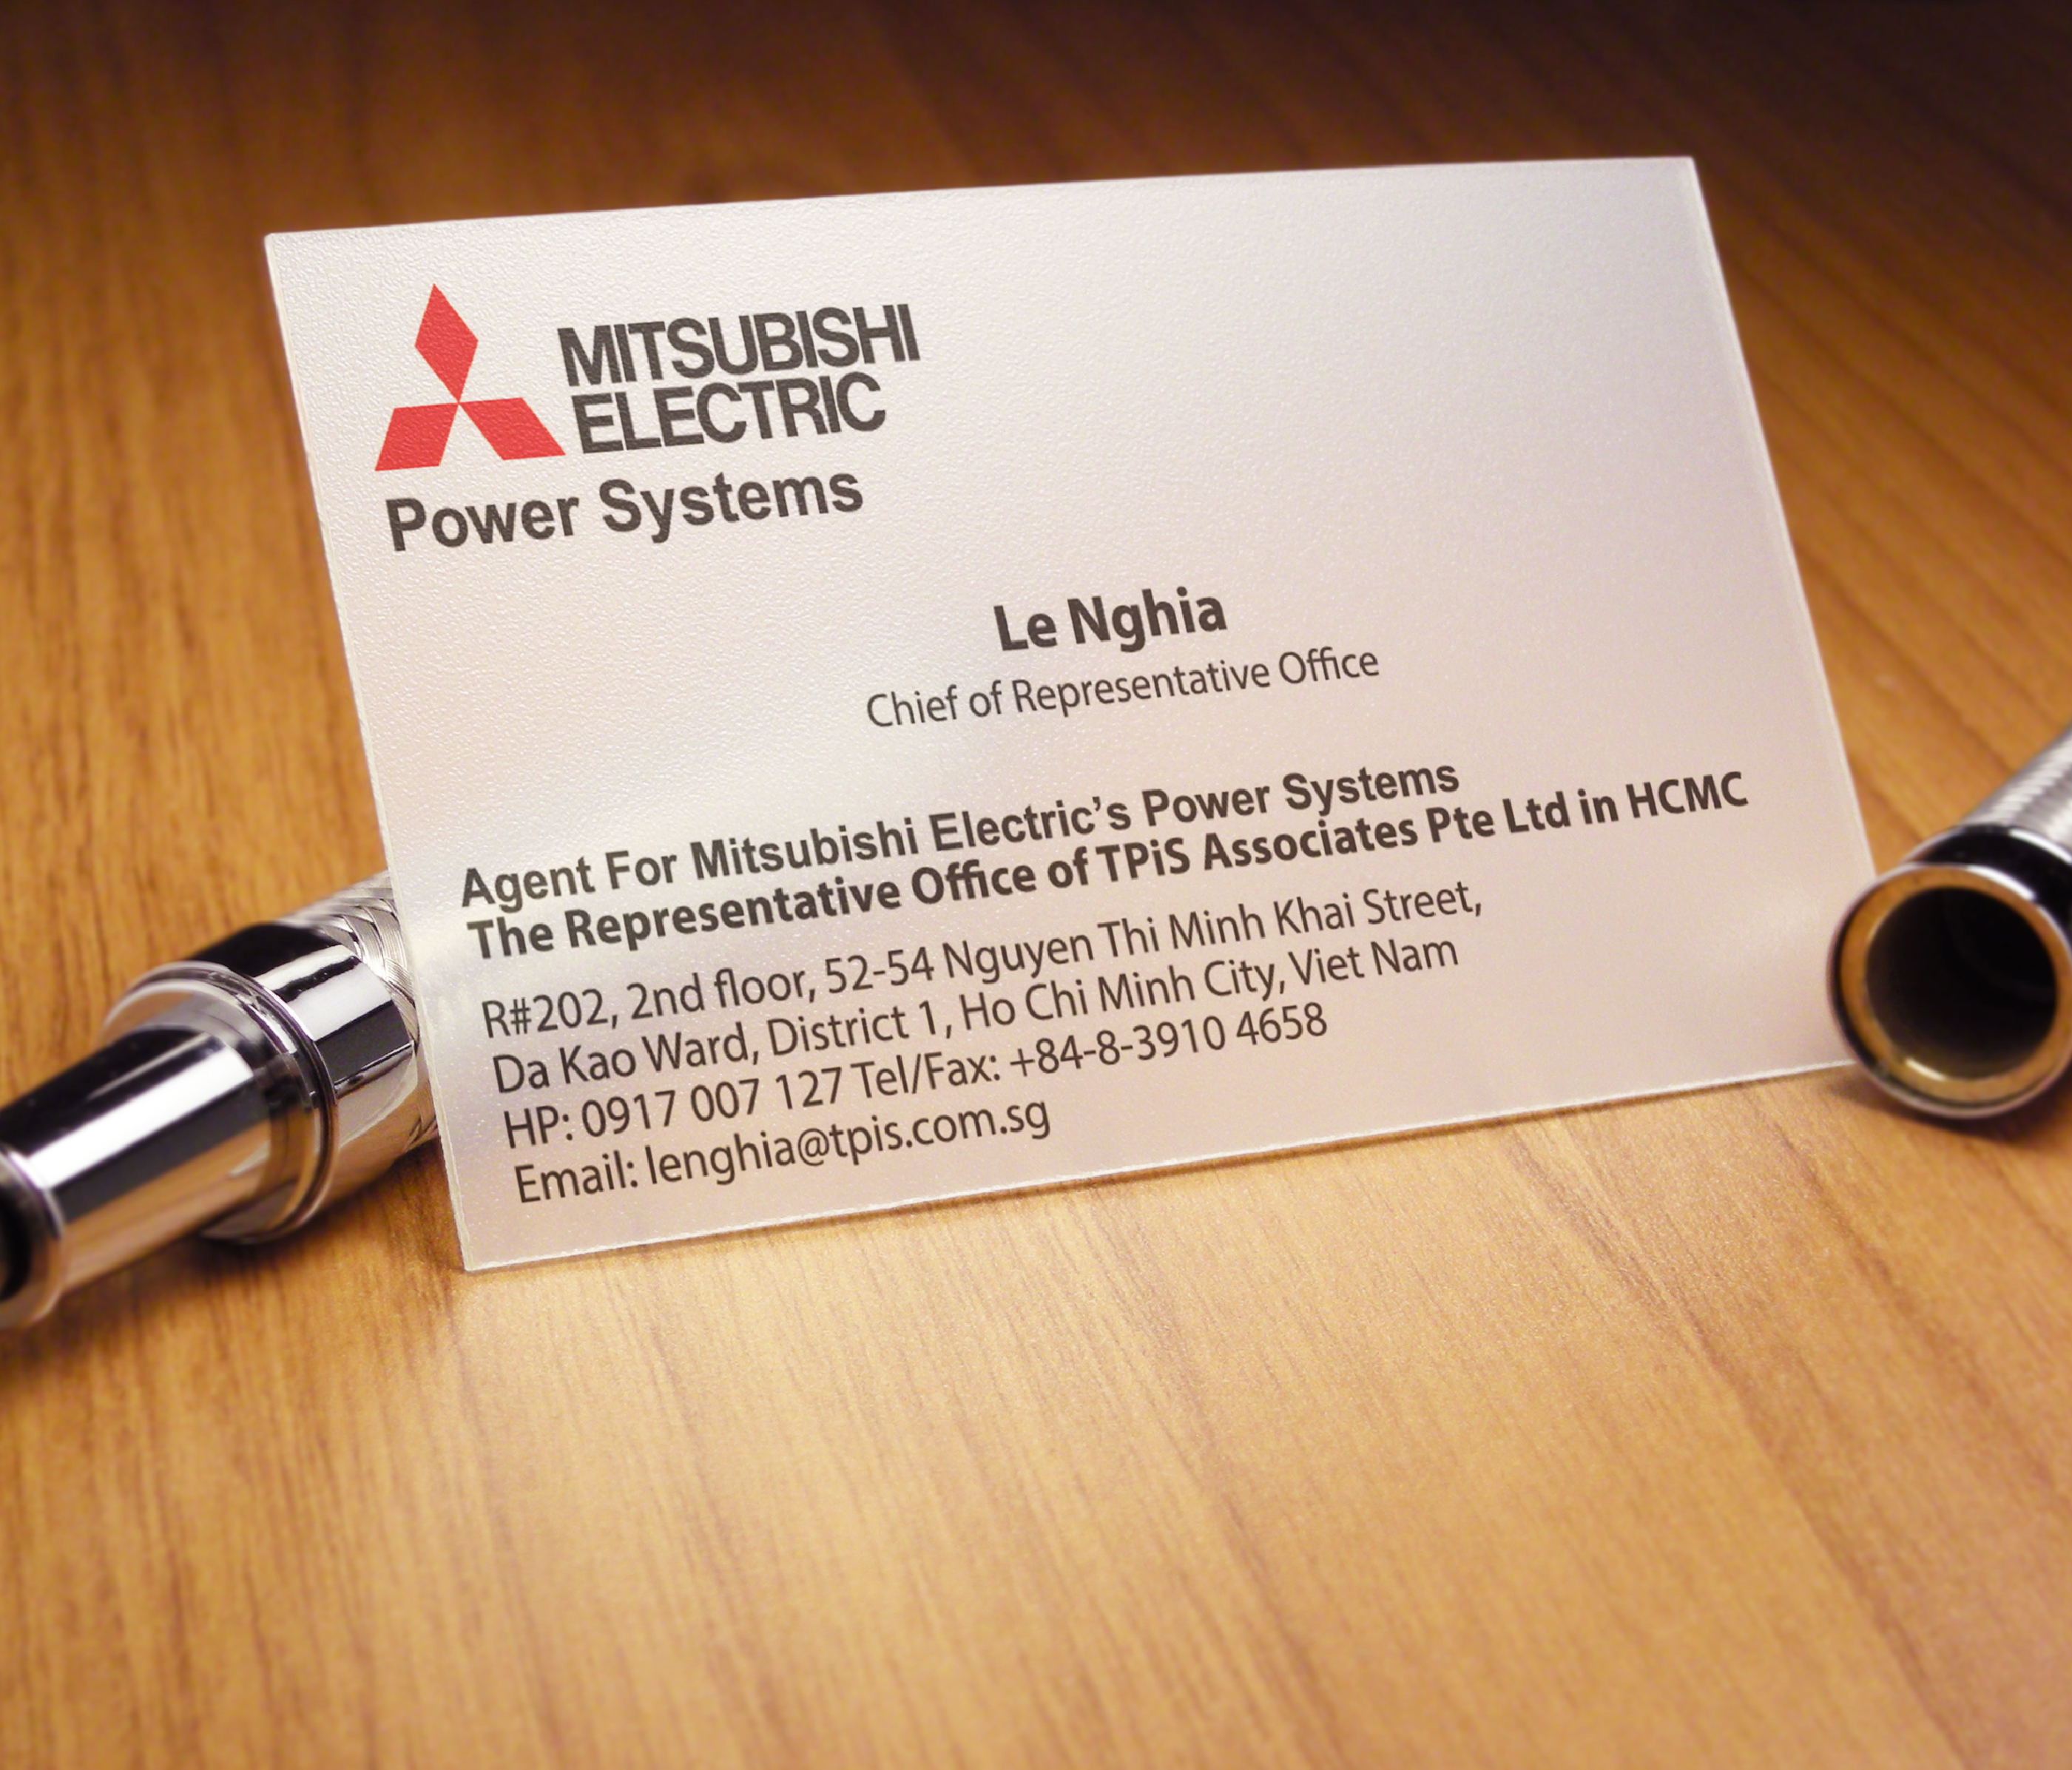 MITSUBISHI
ELECTRIC
Power Systems
Le Nghia
Chief of Representative Office
Agent For Mitsubishi Electric’s Power Systems
The Representative Office of TPiS Associates Pte Ltd in HCMC
R#202, 2nd floor, 52-54 Nguyen Thi Minh Khai Street,
Da Kao Ward, District 1, Ho Chi Minh City, Viet Nam
HP: 0917 007 127 Tel/Fax: +84-8-3910 4658
Email: lenghia@tpis.com.sg